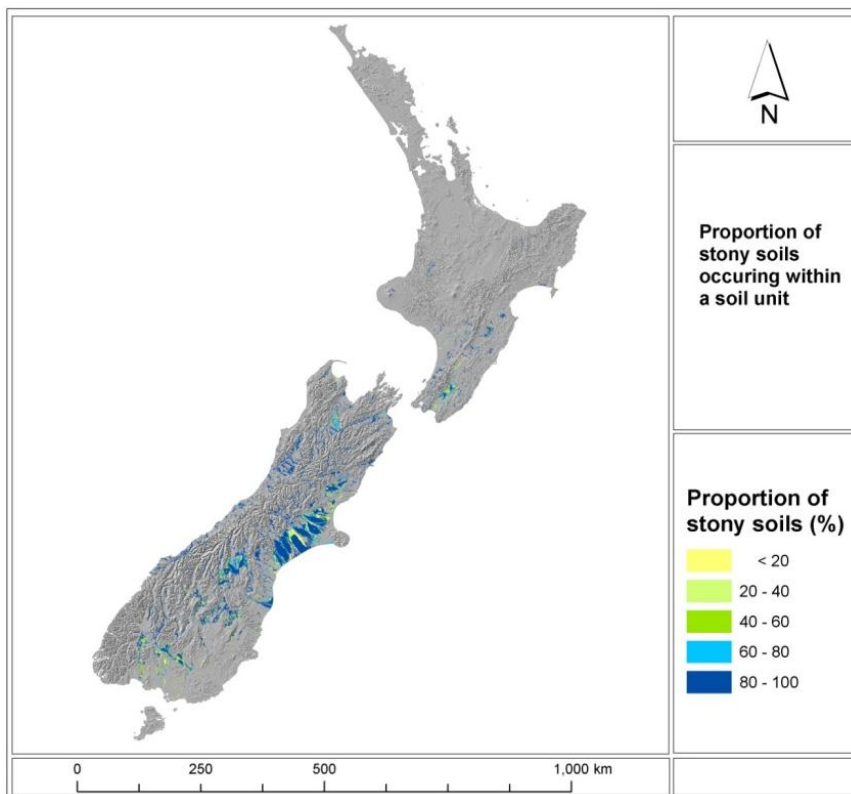 N
Proportion of
stony soils
occuring within
a soil unit
Proportion of
stony soils (%)
< 20
20 - 40
40 - 60
60 - 80
80 - 100
0 250 500 1,000 km